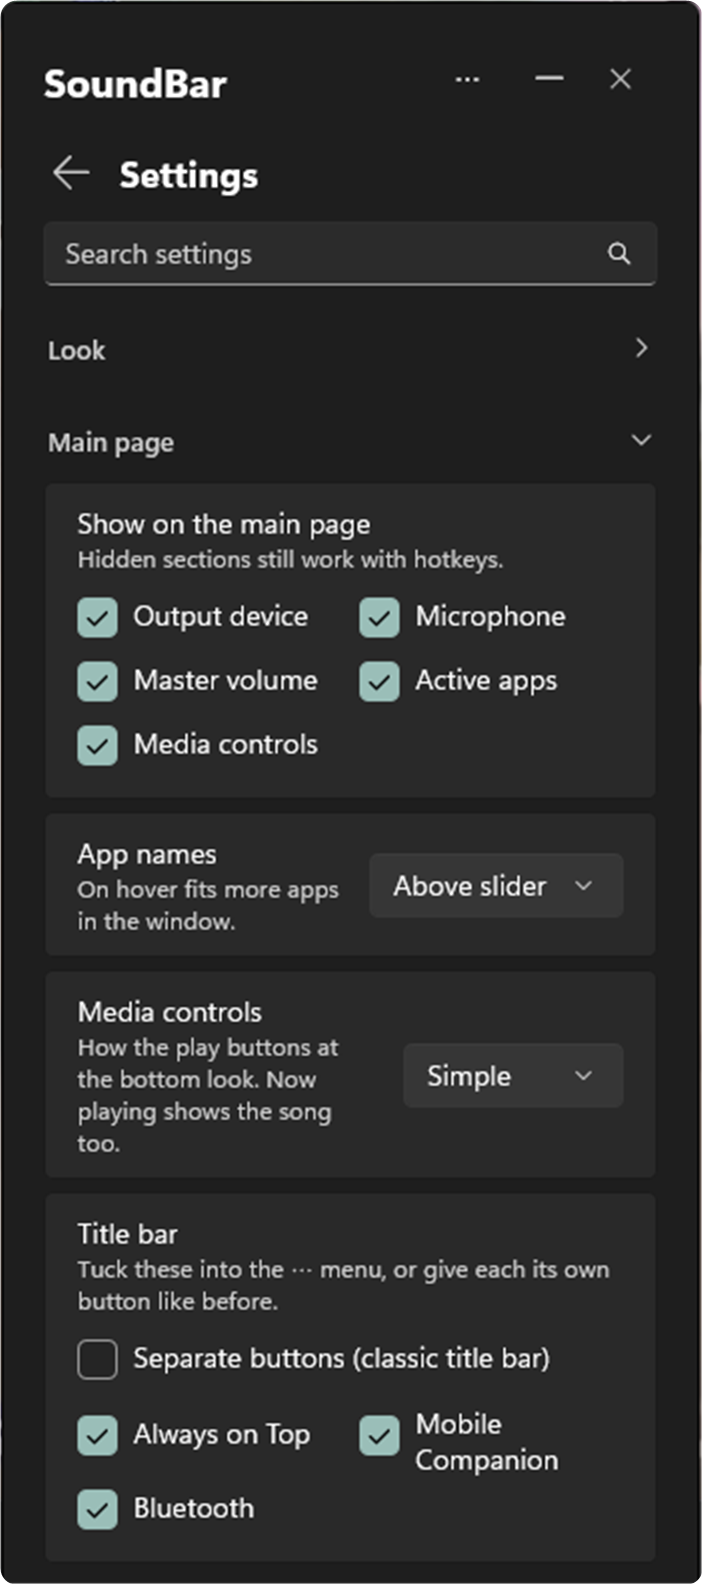 SoundBar
Settings
Search settings
Look
Main page
Show on the main page
Hidden sections still work with hotkeys.
Output device
Microphone
Master volume
Active apps
Media controls
App names
On hover fits more apps
in the window.
Above slider
Media controls
How the play buttons at
the bottom look. Now
playing shows the song
too.
Simple
Title bar
Tuck these into the ··· menu, or give each its own
button like before.
Separate buttons (classic title bar)
Always on Top
Mobile
Companion
Bluetooth